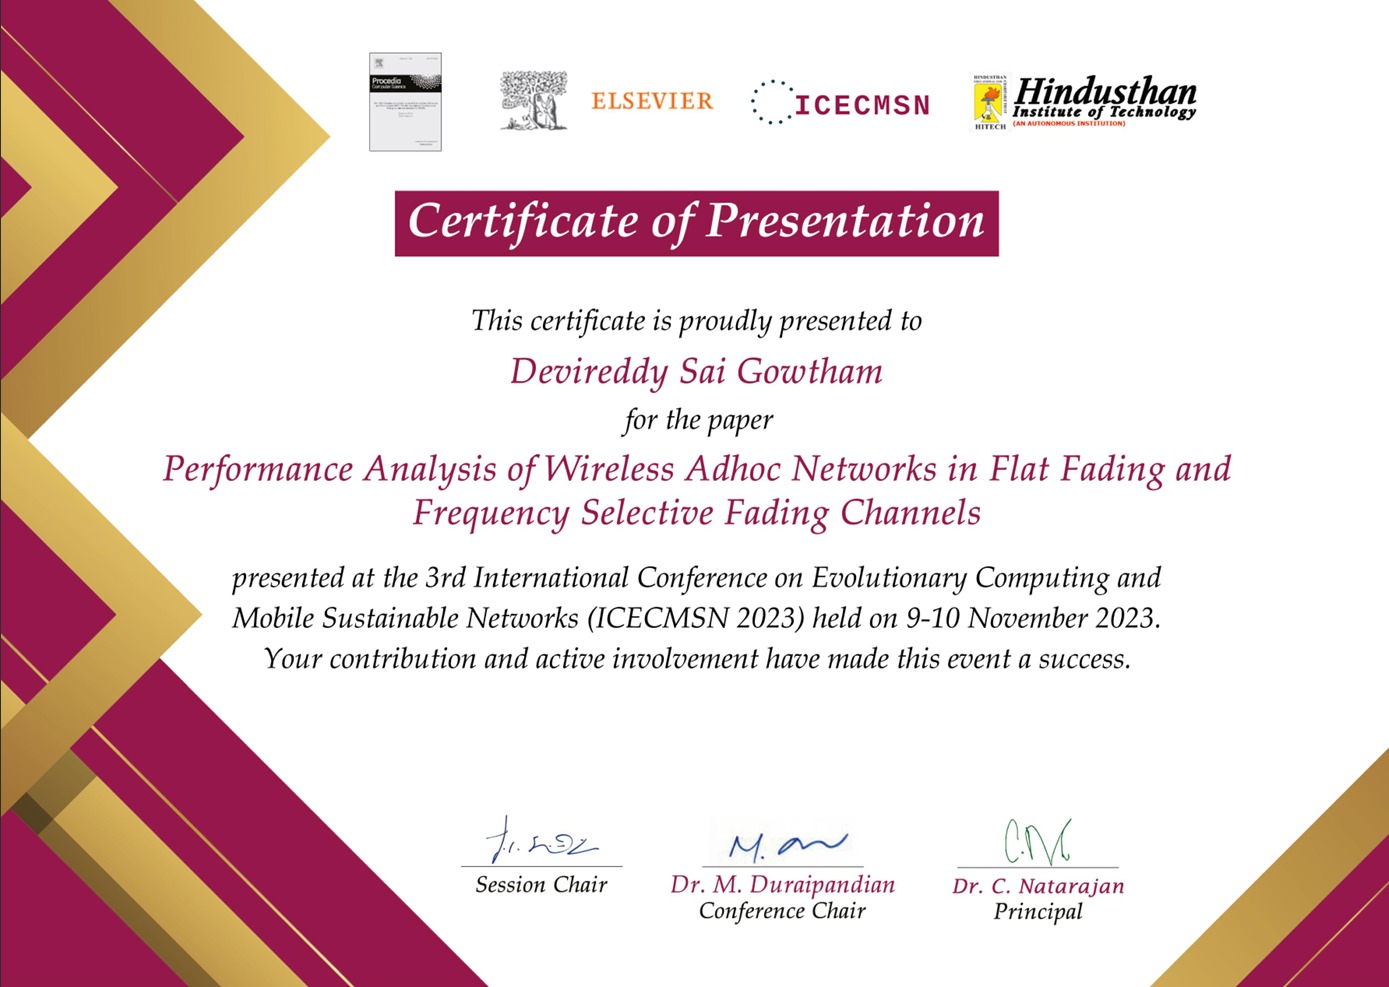 Procedia
Computer Science
ELSEVIER
ICECMSN
HINDUSTHAN
HITECH
Hindusthan
Institute of Technology
(AN AUTONOMOUS INSTITUTION)
Certificate of Presentation
This certificate is proudly presented to
Devireddy Sai Gowtham
for the paper
Performance Analysis of Wireless Adhoc Networks in Flat Fading and
Frequency Selective Fading Channels
presented at the 3rd International Conference on Evolutionary Computing and
Mobile Sustainable Networks (ICECMSN 2023) held on 9-10 November 2023.
Your contribution and active involvement have made this event a success.
Session Chair
Dr. M. Duraipandian
Conference Chair
Dr. C. Natarajan
Principal